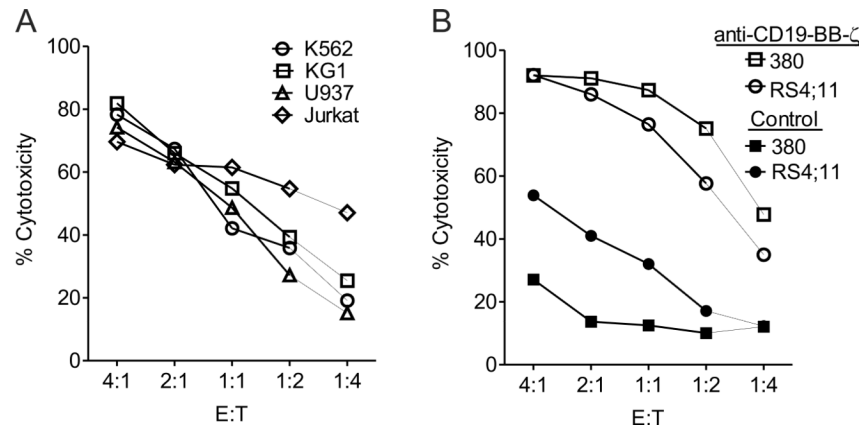 A
K562
KG1
U937
Jurkat
100
80
60
40
20
0
% Cytotoxicity
4:1 2:1 1:1 1:2 1:4
E:T
B
anti-CD19-BB-ζ
380
RS4;11
Control
380
RS4;11
100
80
60
40
20
0
% Cytotoxicity
4:1 2:1 1:1 1:2 1:4
E:T